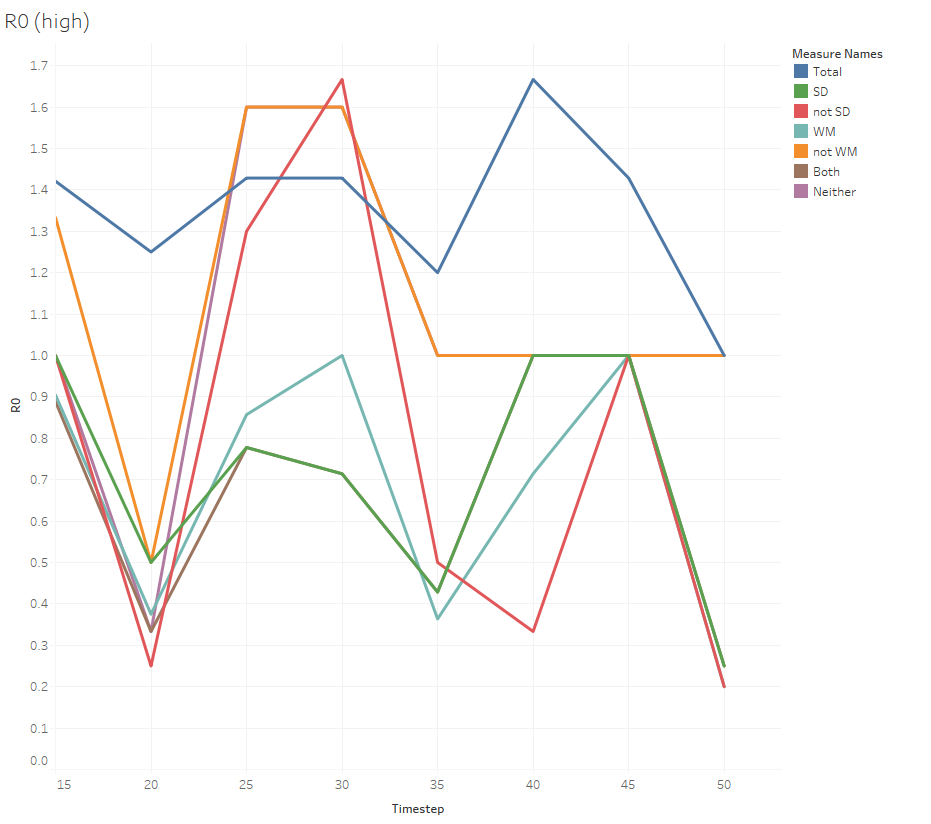 R0 (high)
Measure Names
Total
SD
not SD
WM
not WM
Both
Neither
1.7
1.6
1.5
1.4
1.3
1.2
1.1
1.0
0.9
0.8
0.7
0.6
0.5
0.4
0.3
0.2
0.1
0.0
R0
15 20 25 30 35 40 45 50
Timestep